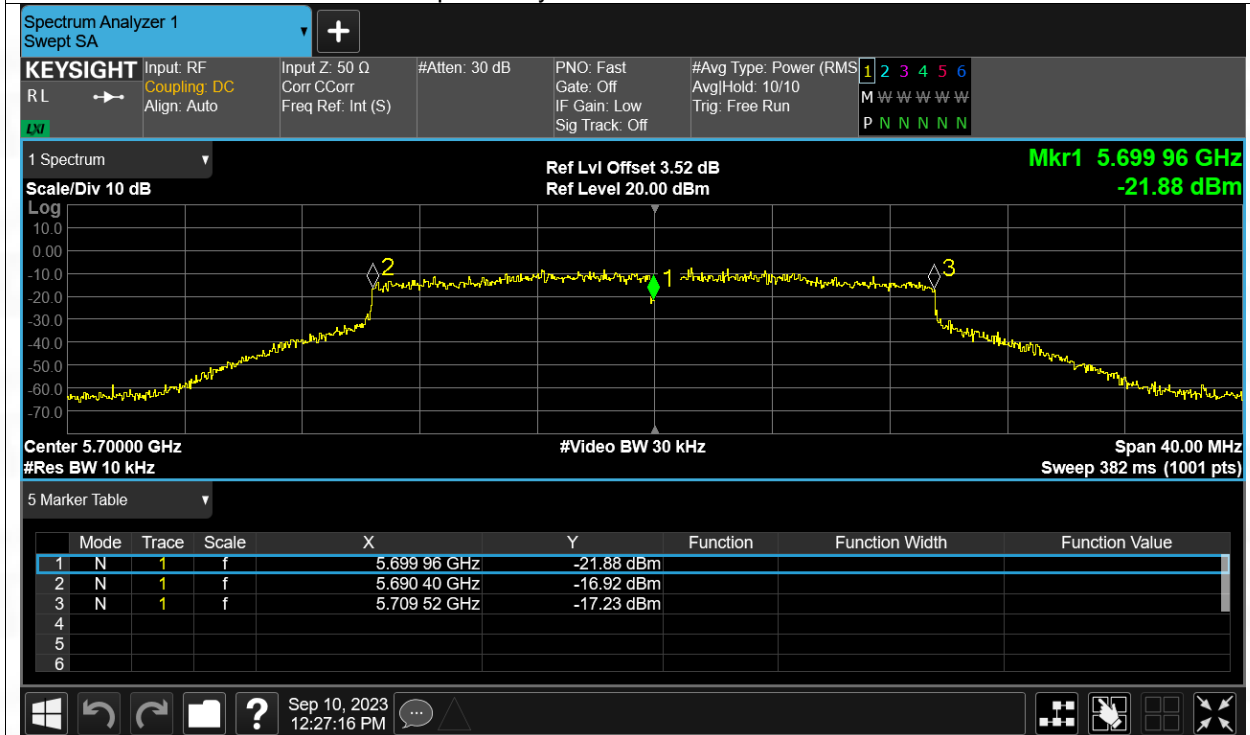 Spectrum Analyzer 1
Swept SA
+
KEYSIGHT Input: RF Input Z: 50 Ω #Atten: 30 dB PNO: Fast #Avg Type: Power (RMS 1 2 3 4 5 6
Coupling: DC Corr CCorr Gate: Off Avg|Hold: 10/10
RL Align: Auto Freq Ref: Int (S) IF Gain: Low Trig: Free Run M W W W W W
LXI Sig Track: Off P N N N N N N
1 Spectrum Ref Lvl Offset 3.52 dB Mkr1 5.699 96 GHz
Scale/Div 10 dB Ref Level 20.00 dBm -21.88 dBm
Log
10.0
0.00
-10.0
-20.0
-30.0
-40.0
-50.0
-60.0
-70.0
2 1 3
Center 5.70000 GHz #Video BW 30 kHz Span 40.00 MHz
#Res BW 10 kHz Sweep 382 ms (1001 pts)
5 Marker Table
Mode Trace Scale X Y Function Function Width Function Value
1 N 1 f 5.699 96 GHz -21.88 dBm
2 N 1 f 5.690 40 GHz -16.92 dBm
3 N 1 f 5.709 52 GHz -17.23 dBm
4
5
6
? Sep 10, 2023
12:27:16 PM